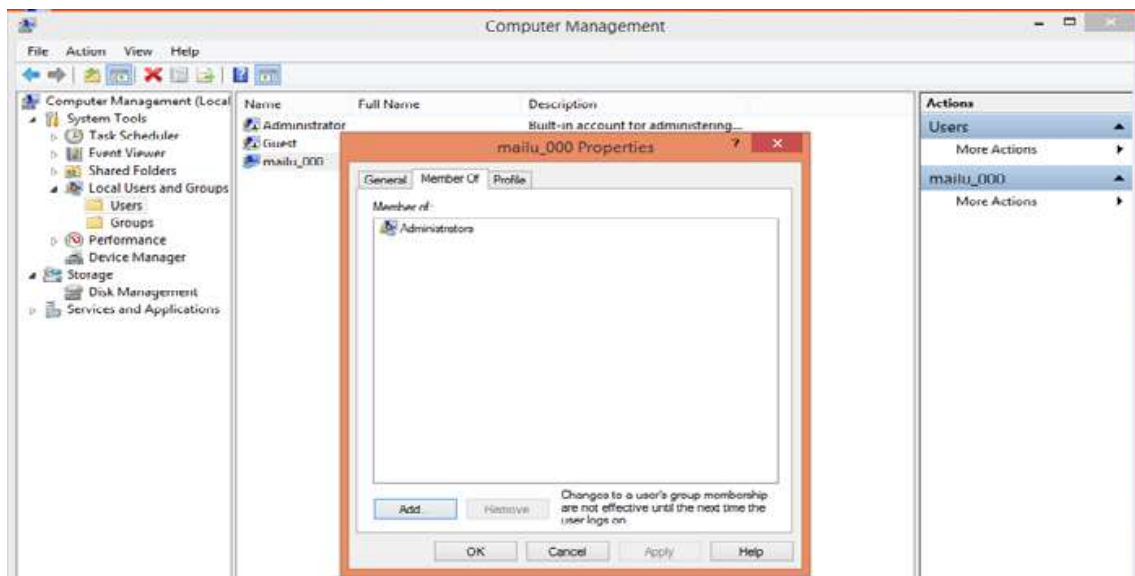 Computer Management
File Action View Help
Computer Management (Local
System Tools
Task Scheduler
Event Viewer
Shared Folders
Local Users and Groups
Users
Groups
Performance
Device Manager
Storage
Disk Management
Services and Applications
Name Full Name Description
Administrator Built-in account for administering...
Guest
mailu_000
mailu_000 Properties ?
General Member Of Profile
Member of:
Administrators
Add... Remove
Changes to a user's group membership
are not effective until the next time the
user logs on.
OK Cancel Apply Help
Actions
Users
More Actions
mailu_000
More Actions